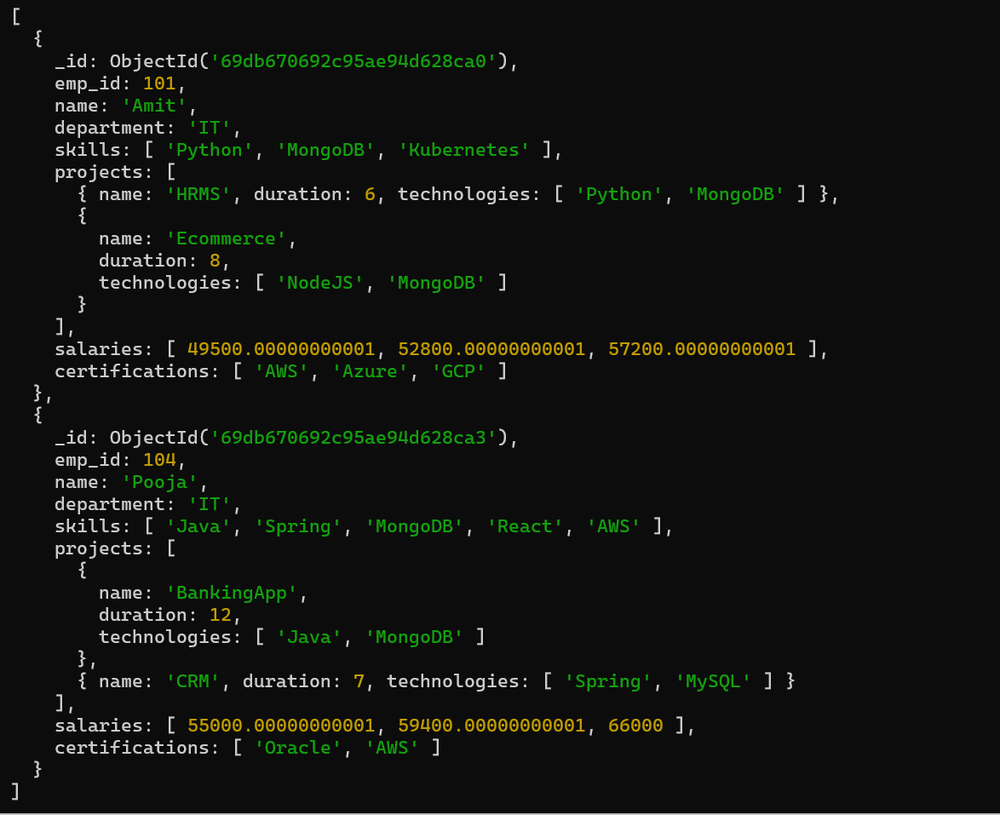 [
  {
    _id: ObjectId('69db670692c95ae94d628ca0'),
    emp_id: 101,
    name: 'Amit',
    department: 'IT',
    skills: [ 'Python', 'MongoDB', 'Kubernetes' ],
    projects: [
      { name: 'HRMS', duration: 6, technologies: [ 'Python', 'MongoDB' ] },
      {
        name: 'Ecommerce',
        duration: 8,
        technologies: [ 'NodeJS', 'MongoDB' ]
      }
    ],
    salaries: [ 49500.00000000001, 52800.00000000001, 57200.00000000001 ],
    certifications: [ 'AWS', 'Azure', 'GCP' ]
  },
  {
    _id: ObjectId('69db670692c95ae94d628ca3'),
    emp_id: 104,
    name: 'Pooja',
    department: 'IT',
    skills: [ 'Java', 'Spring', 'MongoDB', 'React', 'AWS' ],
    projects: [
      {
        name: 'BankingApp',
        duration: 12,
        technologies: [ 'Java', 'MongoDB' ]
      },
      { name: 'CRM', duration: 7, technologies: [ 'Spring', 'MySQL' ] }
    ],
    salaries: [ 55000.00000000001, 59400.00000000001, 66000 ],
    certifications: [ 'Oracle', 'AWS' ]
  }
]